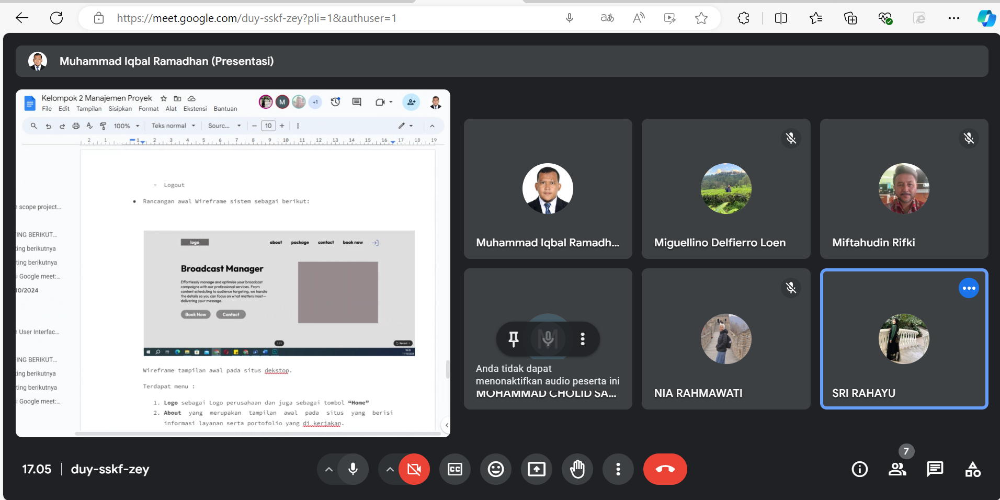 https://meet.google.com/duy-sskf-zey?pli=1&authuser=1
Muhammad Iqbal Ramadhan (Presentasi)
Kelompok 2 Manajemen Proyek
M
+1
File Edit Tampilan Sisipkan Format Alat Ekstensi Bantuan
100% Teks normal Sourc... 10
2 1 1 2 3 4 5 6 7 8 9 10 11 12 13 14 15 16 17 18 19
- Logout
• Rancangan awal Wireframe sistem sebagai berikut:
scope project...
ING BERIKUT...
ting berikutnya
ting berikutnya
i Google meet:...
10/2024
User Interfac...
ING BERIKUT...
ting berikutnya
ting berikutnya
i Google meet:...
logo about package contact book now
Broadcast Manager
Effortlessly manage and optimize your broadcast
campaigns with our professional services. From
content scheduling to audience targeting, we handle
the details so you can focus on what matters most—
delivering your message.
Book Now Contact
1 / 1
Restart
Wireframe tampilan awal pada situs dekstop.
Terdapat menu :
1. Logo sebagai Logo perusahaan dan juga sebagai tombol “Home”
2. About yang merupakan tampilan awal pada situs yang berisi
informasi layanan serta portofolio yang di kerjakan.
Muhammad Iqbal Ramadh...
Miguellino Delfierro Loen
Miftahudin Rifki
M
Anda tidak dapat
menonaktifkan audio peserta ini
MOHAMMAD CHOLID SA...
NIA RAHMAWATI
SRI RAHAYU
17.05 duy-sskf-zey
CC
7